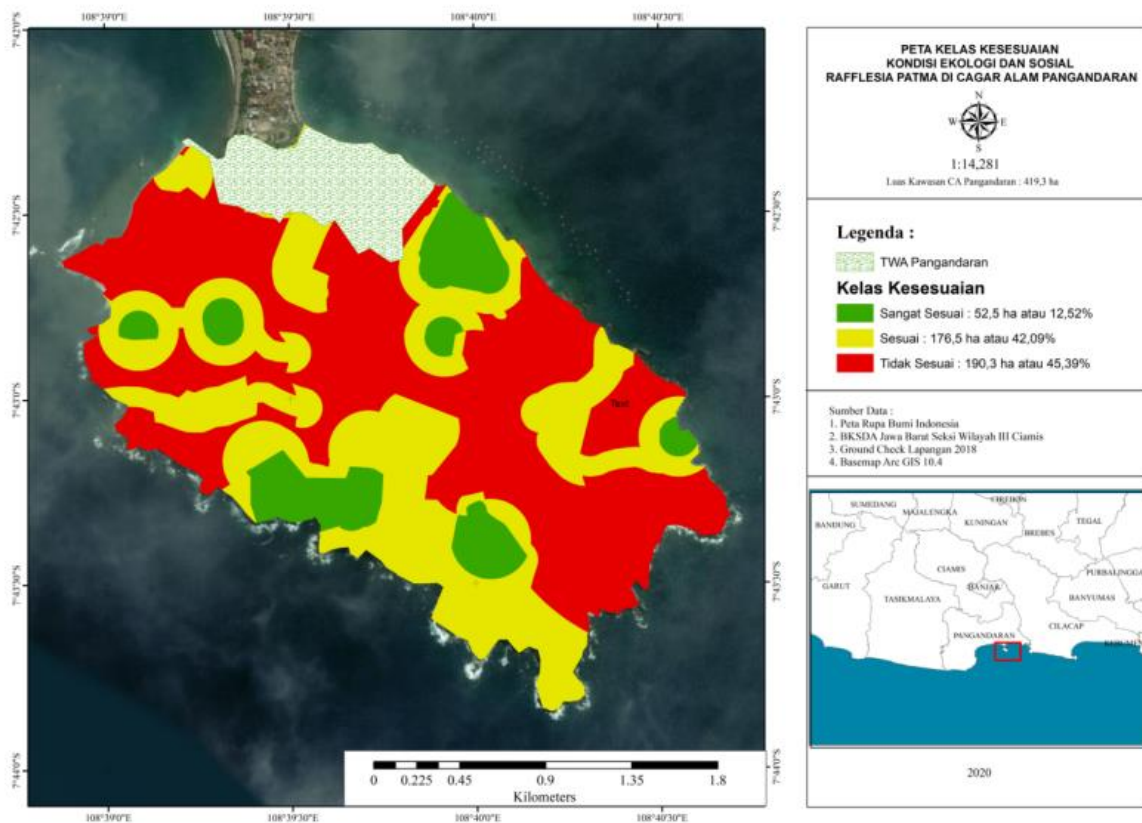 108°39'0"E 108°39'30"E 108°40'0"E 108°40'30"E
7°42'0"S
7°42'30"S
7°43'0"S
7°43'30"S
7°44'0"S
7°42'30"S
7°43'0"S
7°43'30"S
7°44'0"S
Text
0 0.225 0.45 0.9 1.35 1.8
Kilometers
108°39'0"E 108°39'30"E 108°40'0"E 108°40'30"E
PETA KELAS KESESUAIAN
KONDISI EKOLOGI DAN SOSIAL
RAFFLESIA PATMA DI CAGAR ALAM PANGANDARAN
N
W E
S
1:14,281
Luas Kawasan CA Pangandaran : 419,3 ha
Legenda :
TWA Pangandaran
Kelas Kesesuaian
Sangat Sesuai : 52,5 ha atau 12,52%
Sesuai : 176,5 ha atau 42,09%
Tidak Sesuai : 190,3 ha atau 45,39%
Sumber Data :
1. Peta Rupa Bumi Indonesia
2. BKSDA Jawa Barat Seksi Wilayah III Ciamis
3. Ground Check Lapangan 2018
4. Basemap Arc GIS 10.4
SUMEDANG
CIREBON
MAJALENGKA
BANDUNG
KUNINGAN
TEGAL
BREBES
CIAMIS
PURBALINGGA
GARUT
BANJAR
TASIKMALAYA
BANYUMAS
CILACAP
PANGANDARAN
2020